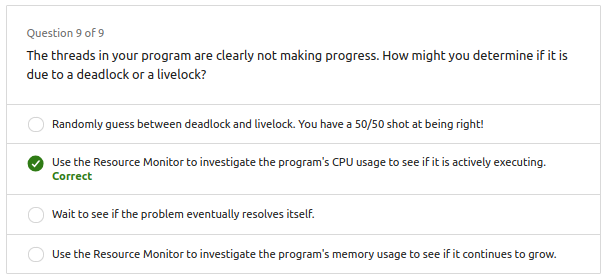 Question 9 of 9
The threads in your program are clearly not making progress. How might you determine if it is
due to a deadlock or a livelock?
Randomly guess between deadlock and livelock. You have a 50/50 shot at being right!
Use the Resource Monitor to investigate the program's CPU usage to see if it is actively executing.
Correct
Wait to see if the problem eventually resolves itself.
Use the Resource Monitor to investigate the program's memory usage to see if it continues to grow.